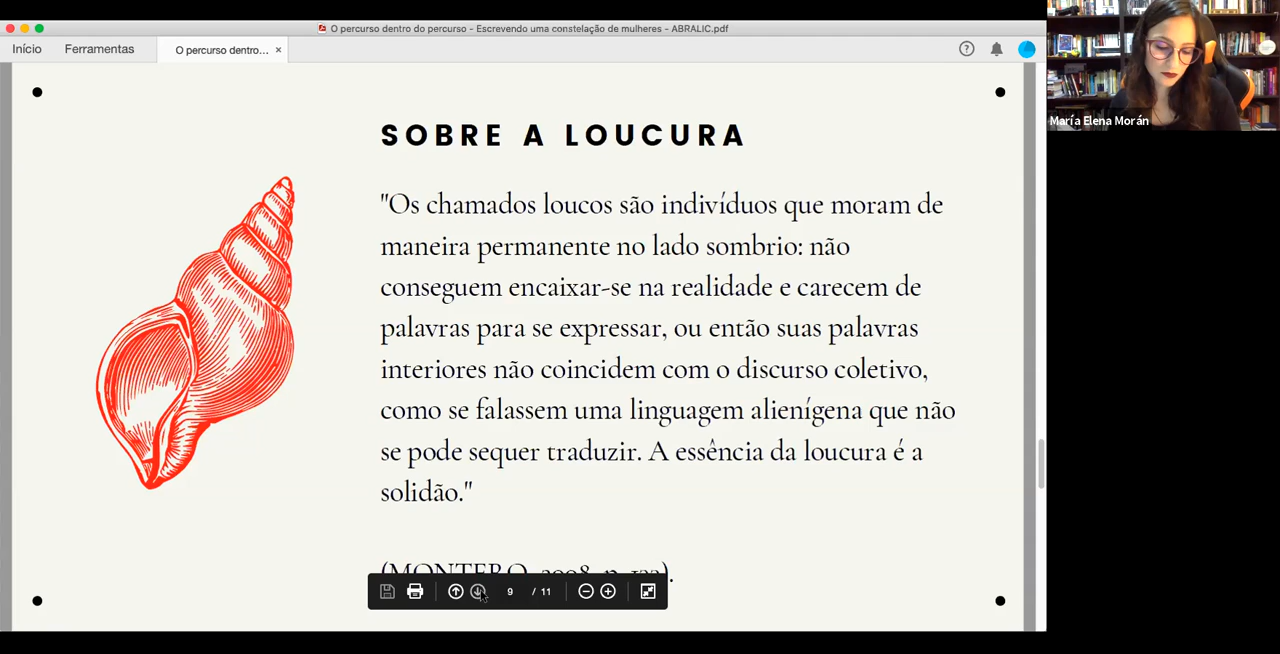 O percurso dentro do percurso - Escrevendo uma constelação de mulheres - ABRALIC.pdf
Início Ferramentas O percurso dentro... ×
María Elena Morán
SOBRE A LOUCURA
"Os chamados loucos são indivíduos que moram de
maneira permanente no lado sombrio: não
conseguem encaixar-se na realidade e carecem de
palavras para se expressar, ou então suas palavras
interiores não coincidem com o discurso coletivo,
como se falassem uma linguagem alienígena que não
se pode sequer traduzir. A essência da loucura é a
solidão."
(MONTERO, 2008, p.
9 / 11